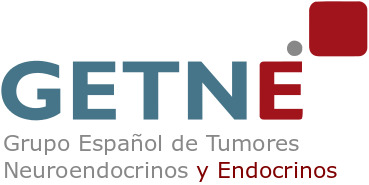 GETNE
Grupo Español de Tumores
Neuroendocrinos y Endocrinos